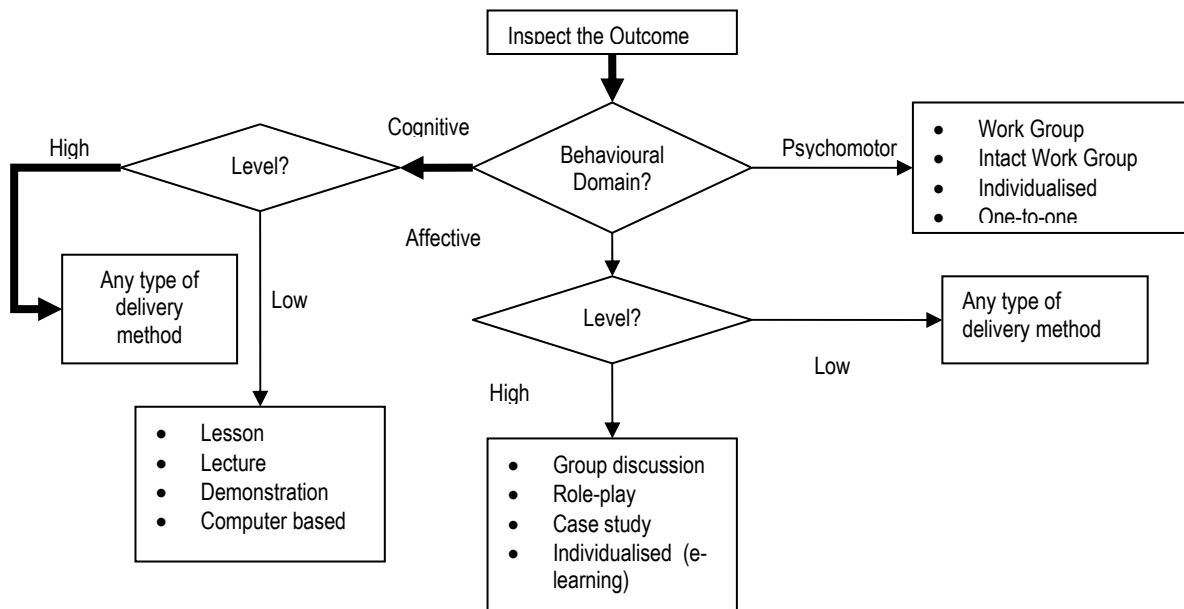 Inspect the Outcome
Cognitive
High
Level?
Behavioural
Domain?
Psychomotor
• Work Group
• Intact Work Group
• Individualised
• One-to-one
Affective
Any type of
delivery
method
Low
Level?
Any type of
delivery method
High
Low
• Lesson
• Lecture
• Demonstration
• Computer based
• Group discussion
• Role-play
• Case study
• Individualised (e-
learning)